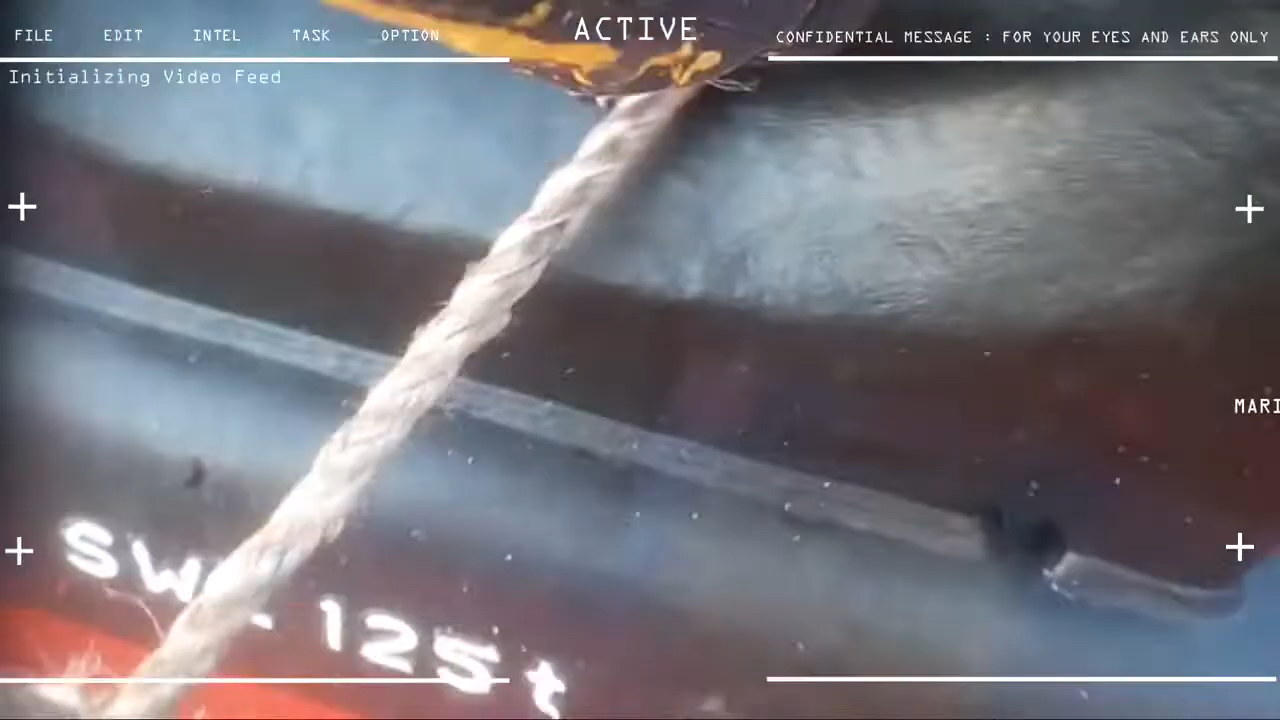 FILE EDIT INTEL TASK OPTION
ACTIVE
CONFIDENTIAL MESSAGE : FOR YOUR EYES AND EARS ONLY
Initializing Video Feed
MARI
125t